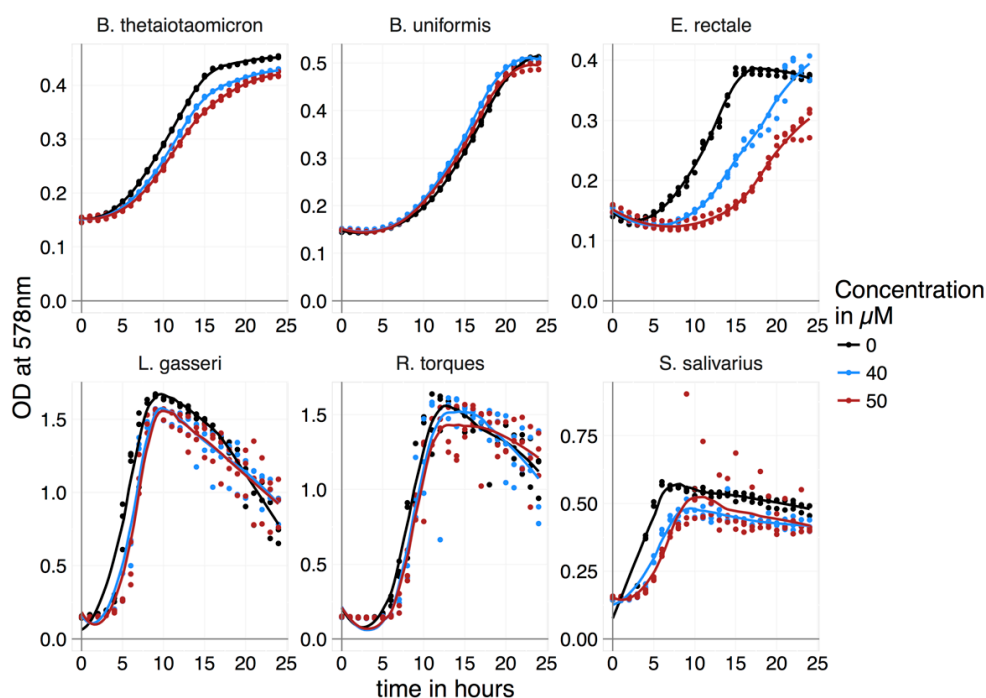 B. thetaiotaomicron
B. uniformis
E. rectale
0.4
0.3
0.2
0.1
0.0
0 5 10 15 20 25
0.5
0.4
0.3
0.2
0.1
0.0
0 5 10 15 20 25
0.4
0.3
0.2
0.1
0.0
0 5 10 15 20 25
OD at 578nm
L. gasseri
R. torques
S. salivarius
1.5
1.0
0.5
0.0
0 5 10 15 20 25
1.5
1.0
0.5
0.0
0 5 10 15 20 25
0.75
0.50
0.25
0.00
0 5 10 15 20 25
time in hours
Concentration
in µM
0
40
50